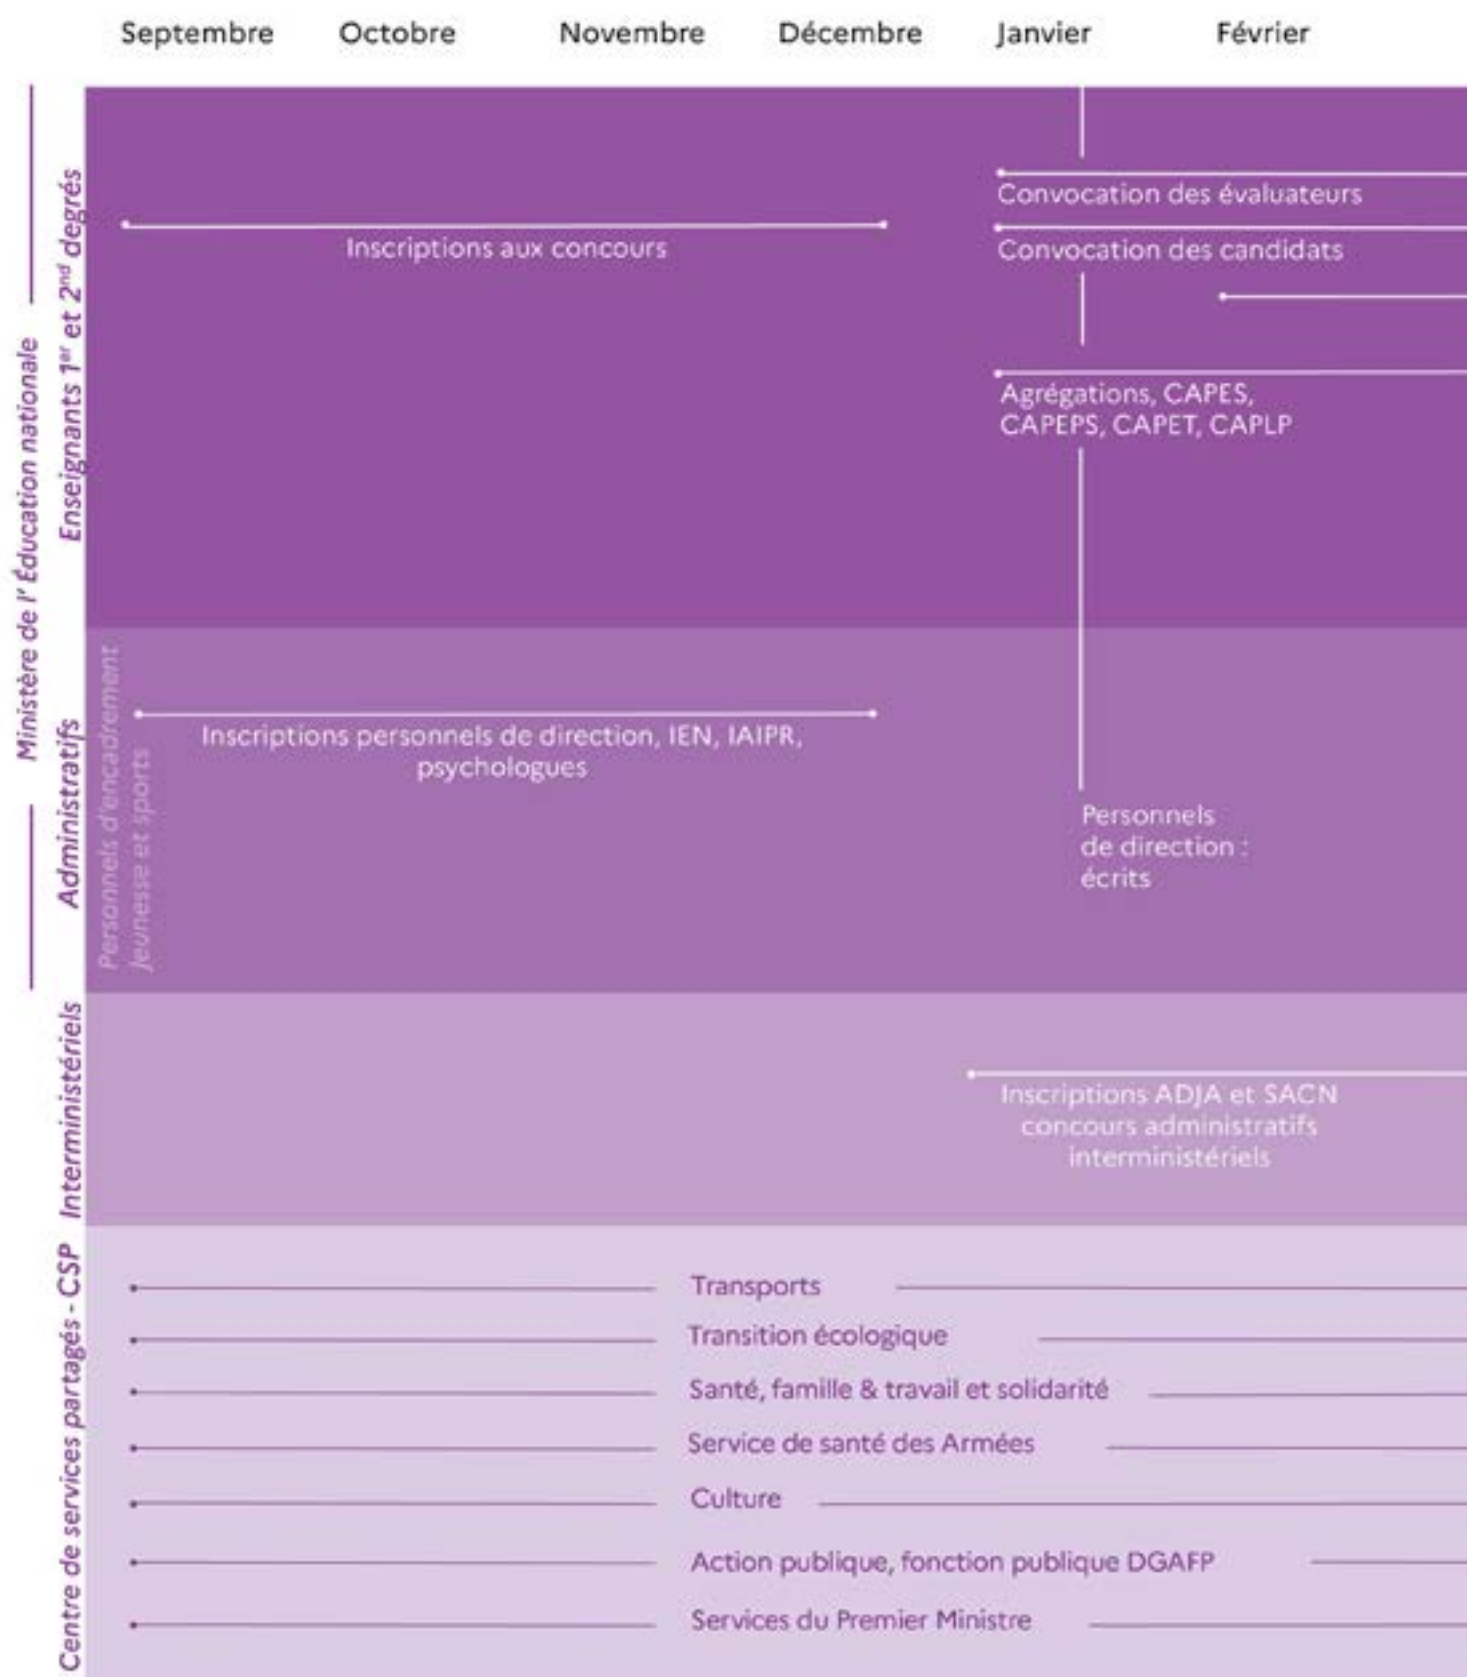 Septembre Octobre Novembre Décembre Janvier Février
Ministère de l' Éducation nationale
Enseignants 1er et 2nd degrés
Convocation des évaluateurs
Inscriptions aux concours
Convocation des candidats
Agrégations, CAPES,
CAPEPS, CAPET, CAPLP
Administratifs
Personnels d'encadrement
Jeunesse et sports
Inscriptions personnels de direction, IEN, IAIPR,
psychologues
Personnels
de direction :
écrits
Interministériels
Inscriptions ADJA et SACN
concours administratifs
interministériels
Centre de services partagés - CSP
Transports
Transition écologique
Santé, famille & travail et solidarité
Service de santé des Armées
Culture
Action publique, fonction publique DGAFP
Services du Premier Ministre